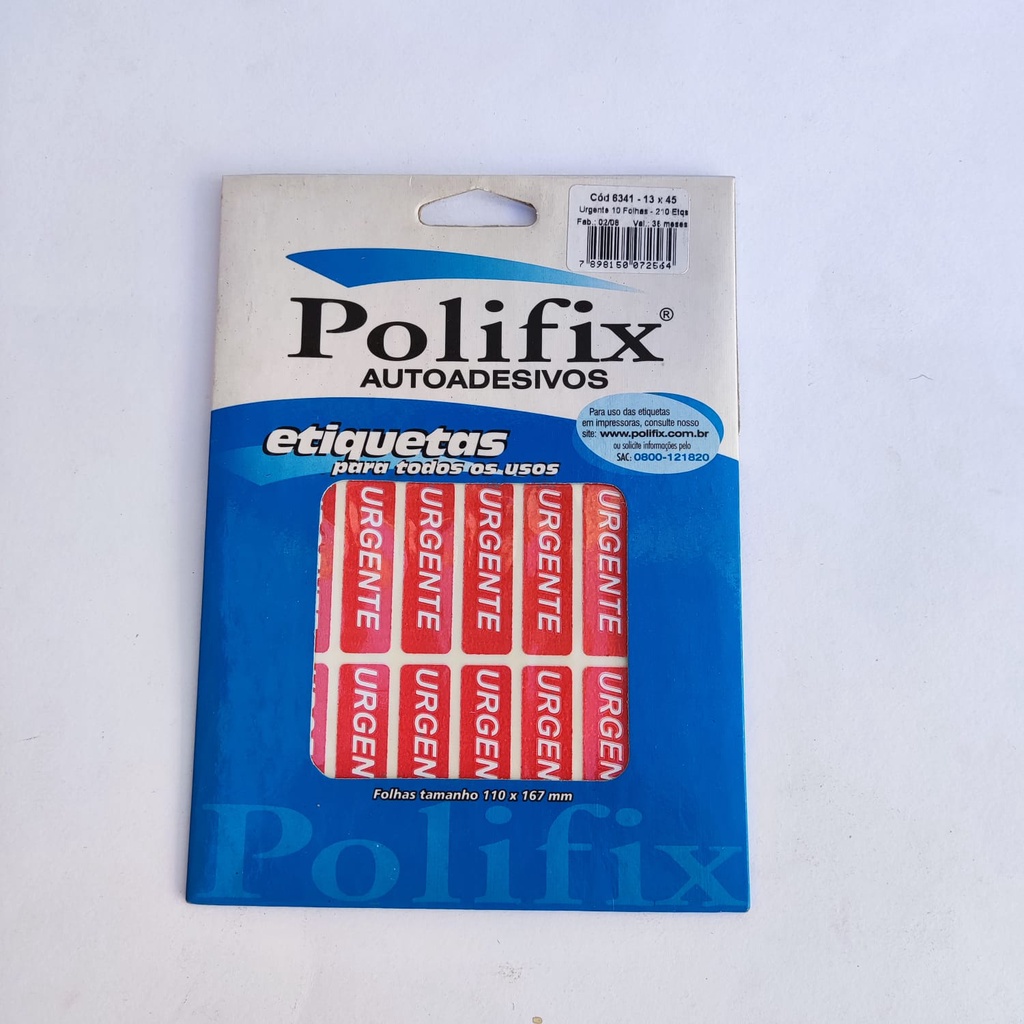 Cód 6341 - 13 x 45
Urgente 10 Folhas - 210 Etqs
Fab.: 02/08 Val.: 36 meses
7 898150 072564
Polifix®
AUTOADESIVOS
Para uso das etiquetas
em impressoras, consulte nosso
site: www.polifix.com.br
ou solicite informações pelo
SAC: 0800-121820
etiquetas
para todos os usos
URGENTE URGENTE URGENTE URGENTE URGENTE
URGEN URGEN URGEN URGEN URGEN
Folhas tamanho 110 x 167 mm
Polifix